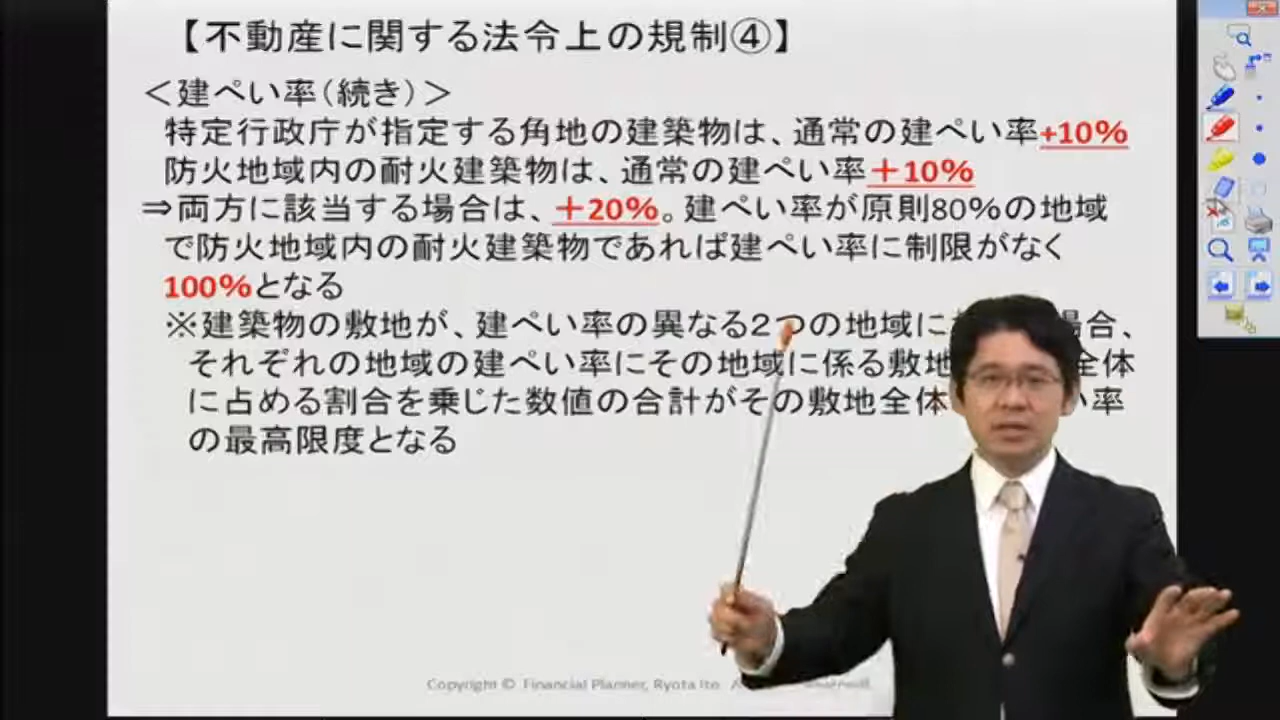 【不動産に関する法令上の規制④】
＜建ぺい率（続き）＞
特定行政庁が指定する角地の建築物は、通常の建ぺい率+10%
防火地域内の耐火建築物は、通常の建ぺい率＋10%
⇒両方に該当する場合は、＋20%。建ぺい率が原則80%の地域
で防火地域内の耐火建築物であれば建ぺい率に制限がなく
100%となる
※建築物の敷地が、建ぺい率の異なる2つの地域に 場合、
それぞれの地域の建ぺい率にその地域に係る敷地 全体
に占める割合を乗じた数値の合計がその敷地全体 い率
の最高限度となる
Copyright © Financial Planner, Ryota Ito.